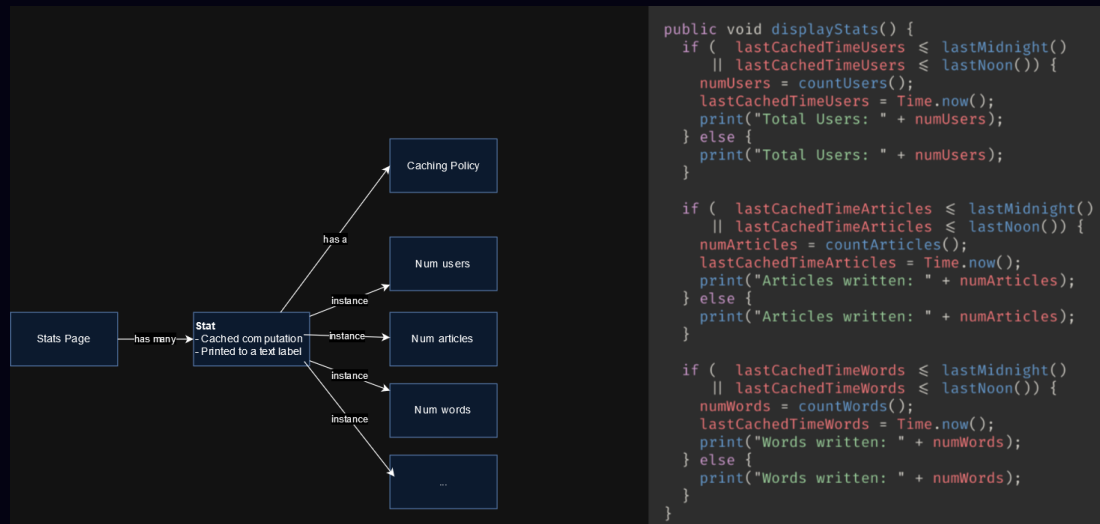 Stats Page
has many
Stat
- Cached computation
- Printed to a text label
has a
instance
instance
instance
instance
Caching Policy
Num users
Num articles
Num words
...
public void displayStats() {
  if (  lastCachedTimeUsers ⩽ lastMidnight()
     || lastCachedTimeUsers ⩽ lastNoon()) {
    numUsers = countUsers();
    lastCachedTimeUsers = Time.now();
    print("Total Users: " + numUsers);
  } else {
    print("Total Users: " + numUsers);
  }
  if (  lastCachedTimeArticles ⩽ lastMidnight()
     || lastCachedTimeArticles ⩽ lastNoon()) {
    numArticles = countArticles();
    lastCachedTimeArticles = Time.now();
    print("Articles written: " + numArticles);
  } else {
    print("Articles written: " + numArticles);
  }
  if (  lastCachedTimeWords ⩽ lastMidnight()
     || lastCachedTimeWords ⩽ lastNoon()) {
    numWords = countWords();
    lastCachedTimeWords = Time.now();
    print("Words written: " + numWords);
  } else {
    print("Words written: " + numWords);
  }
}